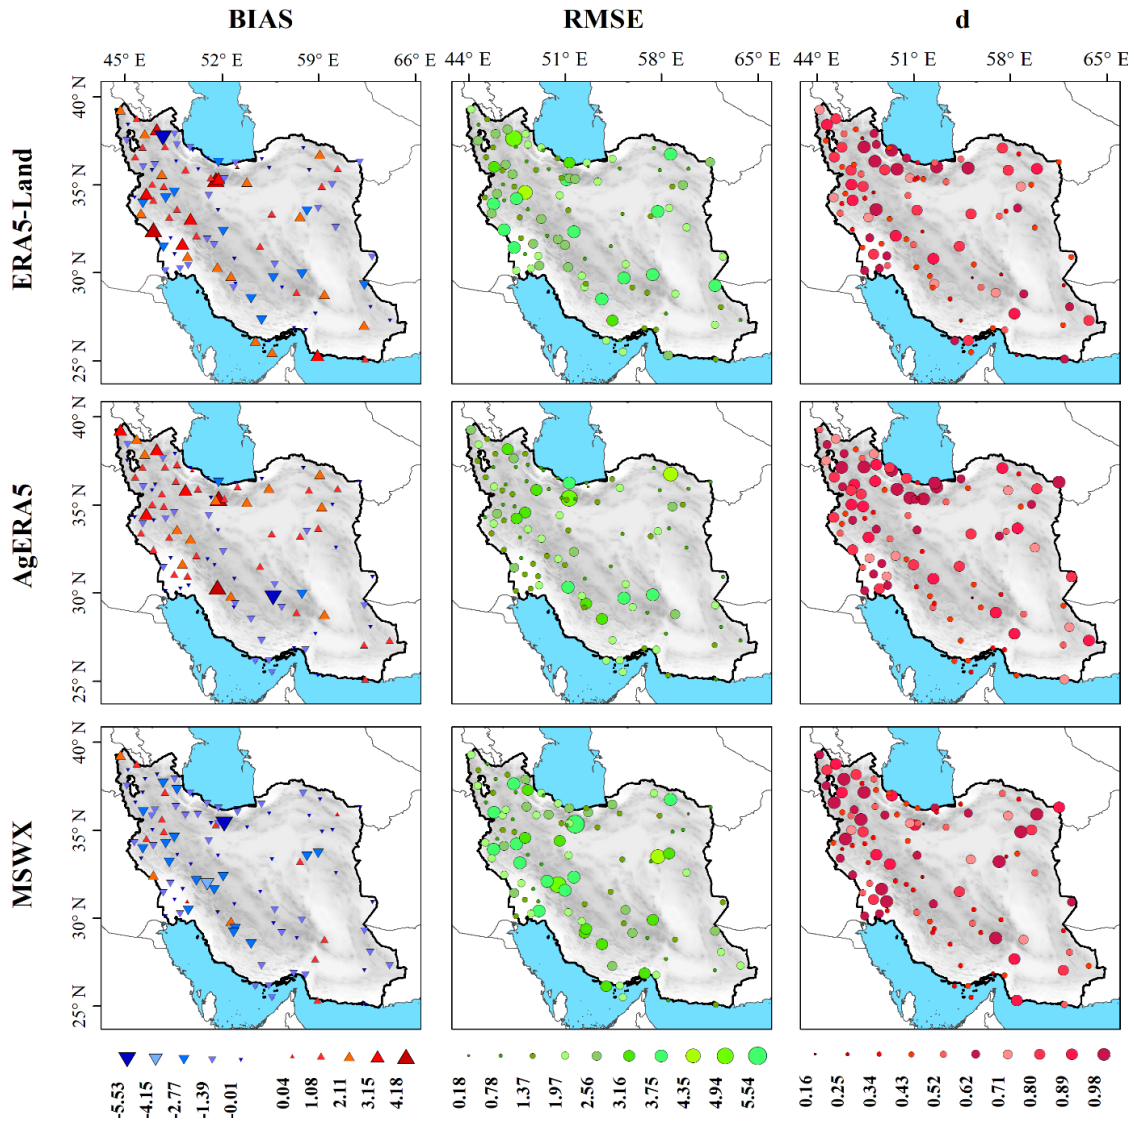 BIAS RMSE d
45° E 52° E 59° E 66° E 44° E 51° E 58° E 65° E 44° E 51° E 58° E 65° E
ERA5-Land
40° N
35° N
30° N
25° N
AgERA5
40° N
35° N
30° N
25° N
MSWX
40° N
35° N
30° N
25° N
-5.53 -4.15 -2.77 -1.39 -0.01 0.04 1.08 2.11 3.15 4.18 0.18 0.78 1.37 1.97 2.56 3.16 3.75 4.35 4.94 5.54 0.16 0.25 0.34 0.43 0.52 0.62 0.71 0.80 0.89 0.98